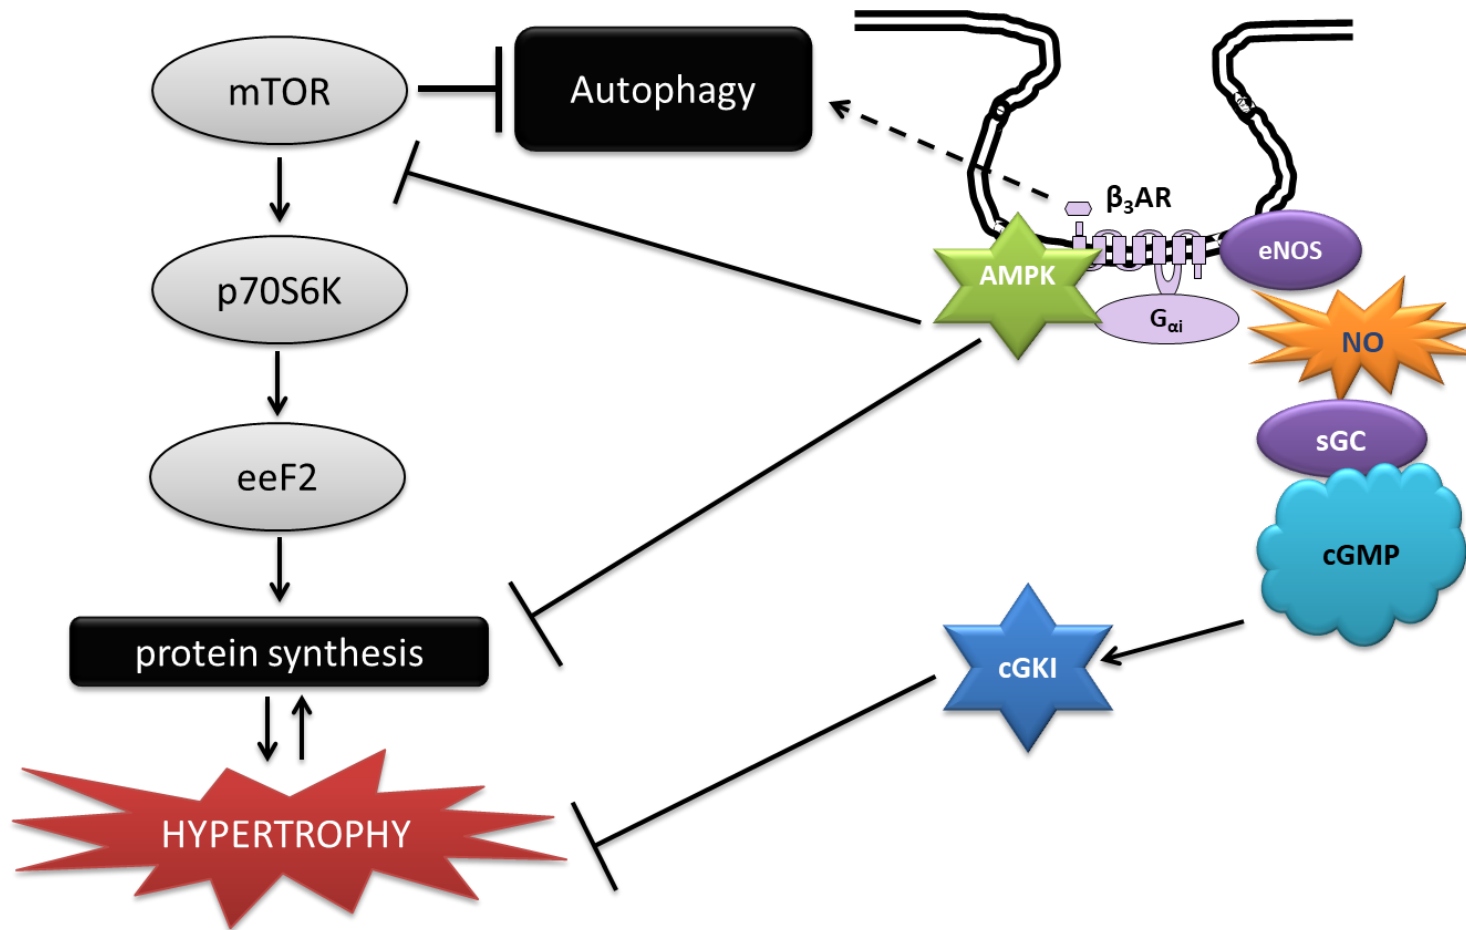 mTOR
Autophagy
β₃AR
eNOS
AMPK
p70S6K
Gαi
NO
sGC
eeF2
cGMP
protein synthesis
cGKI
HYPERTROPHY